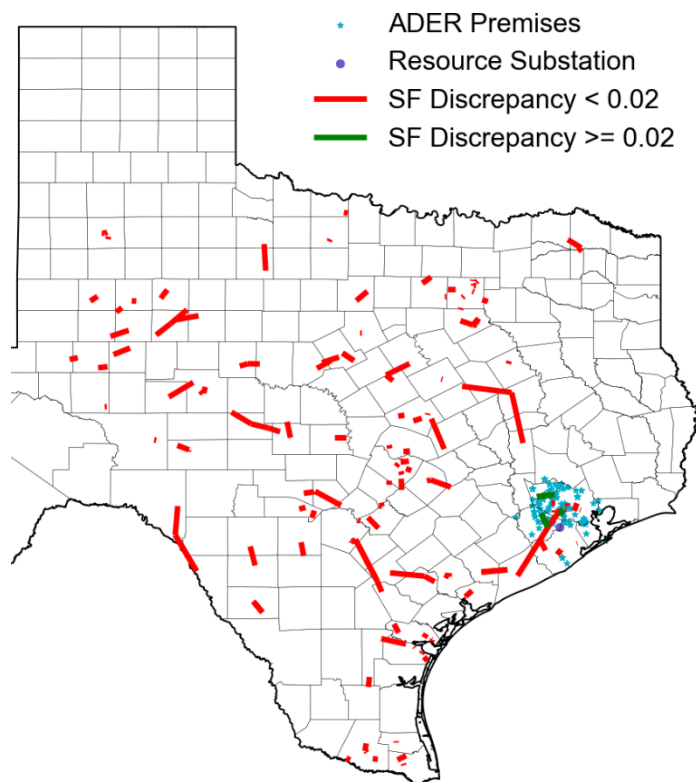 ADER Premises
Resource Substation
SF Discrepancy < 0.02
SF Discrepancy >= 0.02